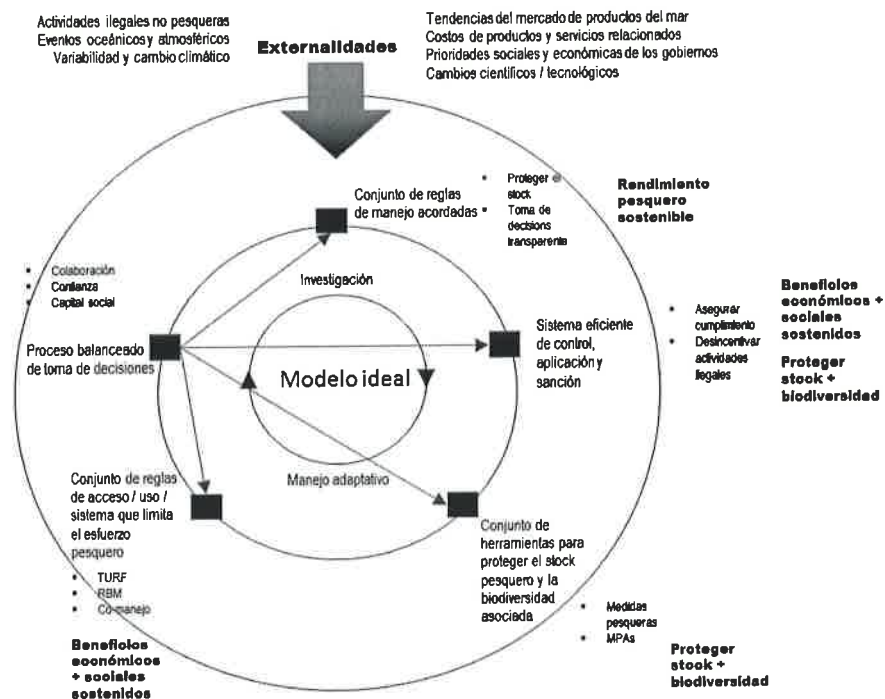 Actividades ilegales no pesqueras
Eventos oceánicos y atmosféricos
Variabilidad y cambio climático
Externalidades
Tendencias del mercado de productos del mar
Costos de productos y servicios relacionados
Prioridades sociales y económicas de los gobiernos
Cambios científicos / tecnológicos
Conjunto de reglas
de manejo acordadas
• Proteger el
stock
• Toma de
decisions
transparente
Rendimiento
pesquero
sostenible
• Colaboración
• Confianza
• Capital social
Investigación
Proceso balanceado
de toma de decisiones
Modelo ideal
Sistema eficiente
de control,
aplicación y
sanción
• Asegurar
cumplimiento
• Desincentivar
actividades
ilegales
Beneficios
económicos +
sociales
sostenidos
Proteger
stock +
biodiversidad
Manejo adaptativo
Conjunto de reglas
de acceso / uso /
sistema que limita
el esfuerzo
pesquero
• TURF
• RBM
• Co-manejo
Beneficios
económicos
+ sociales
sostenidos
Conjunto de
herramientas para
proteger el stock
pesquero y la
biodiversidad
asociada
• Medidas
pesqueras
• MPAs
Proteger
stock +
biodiversidad